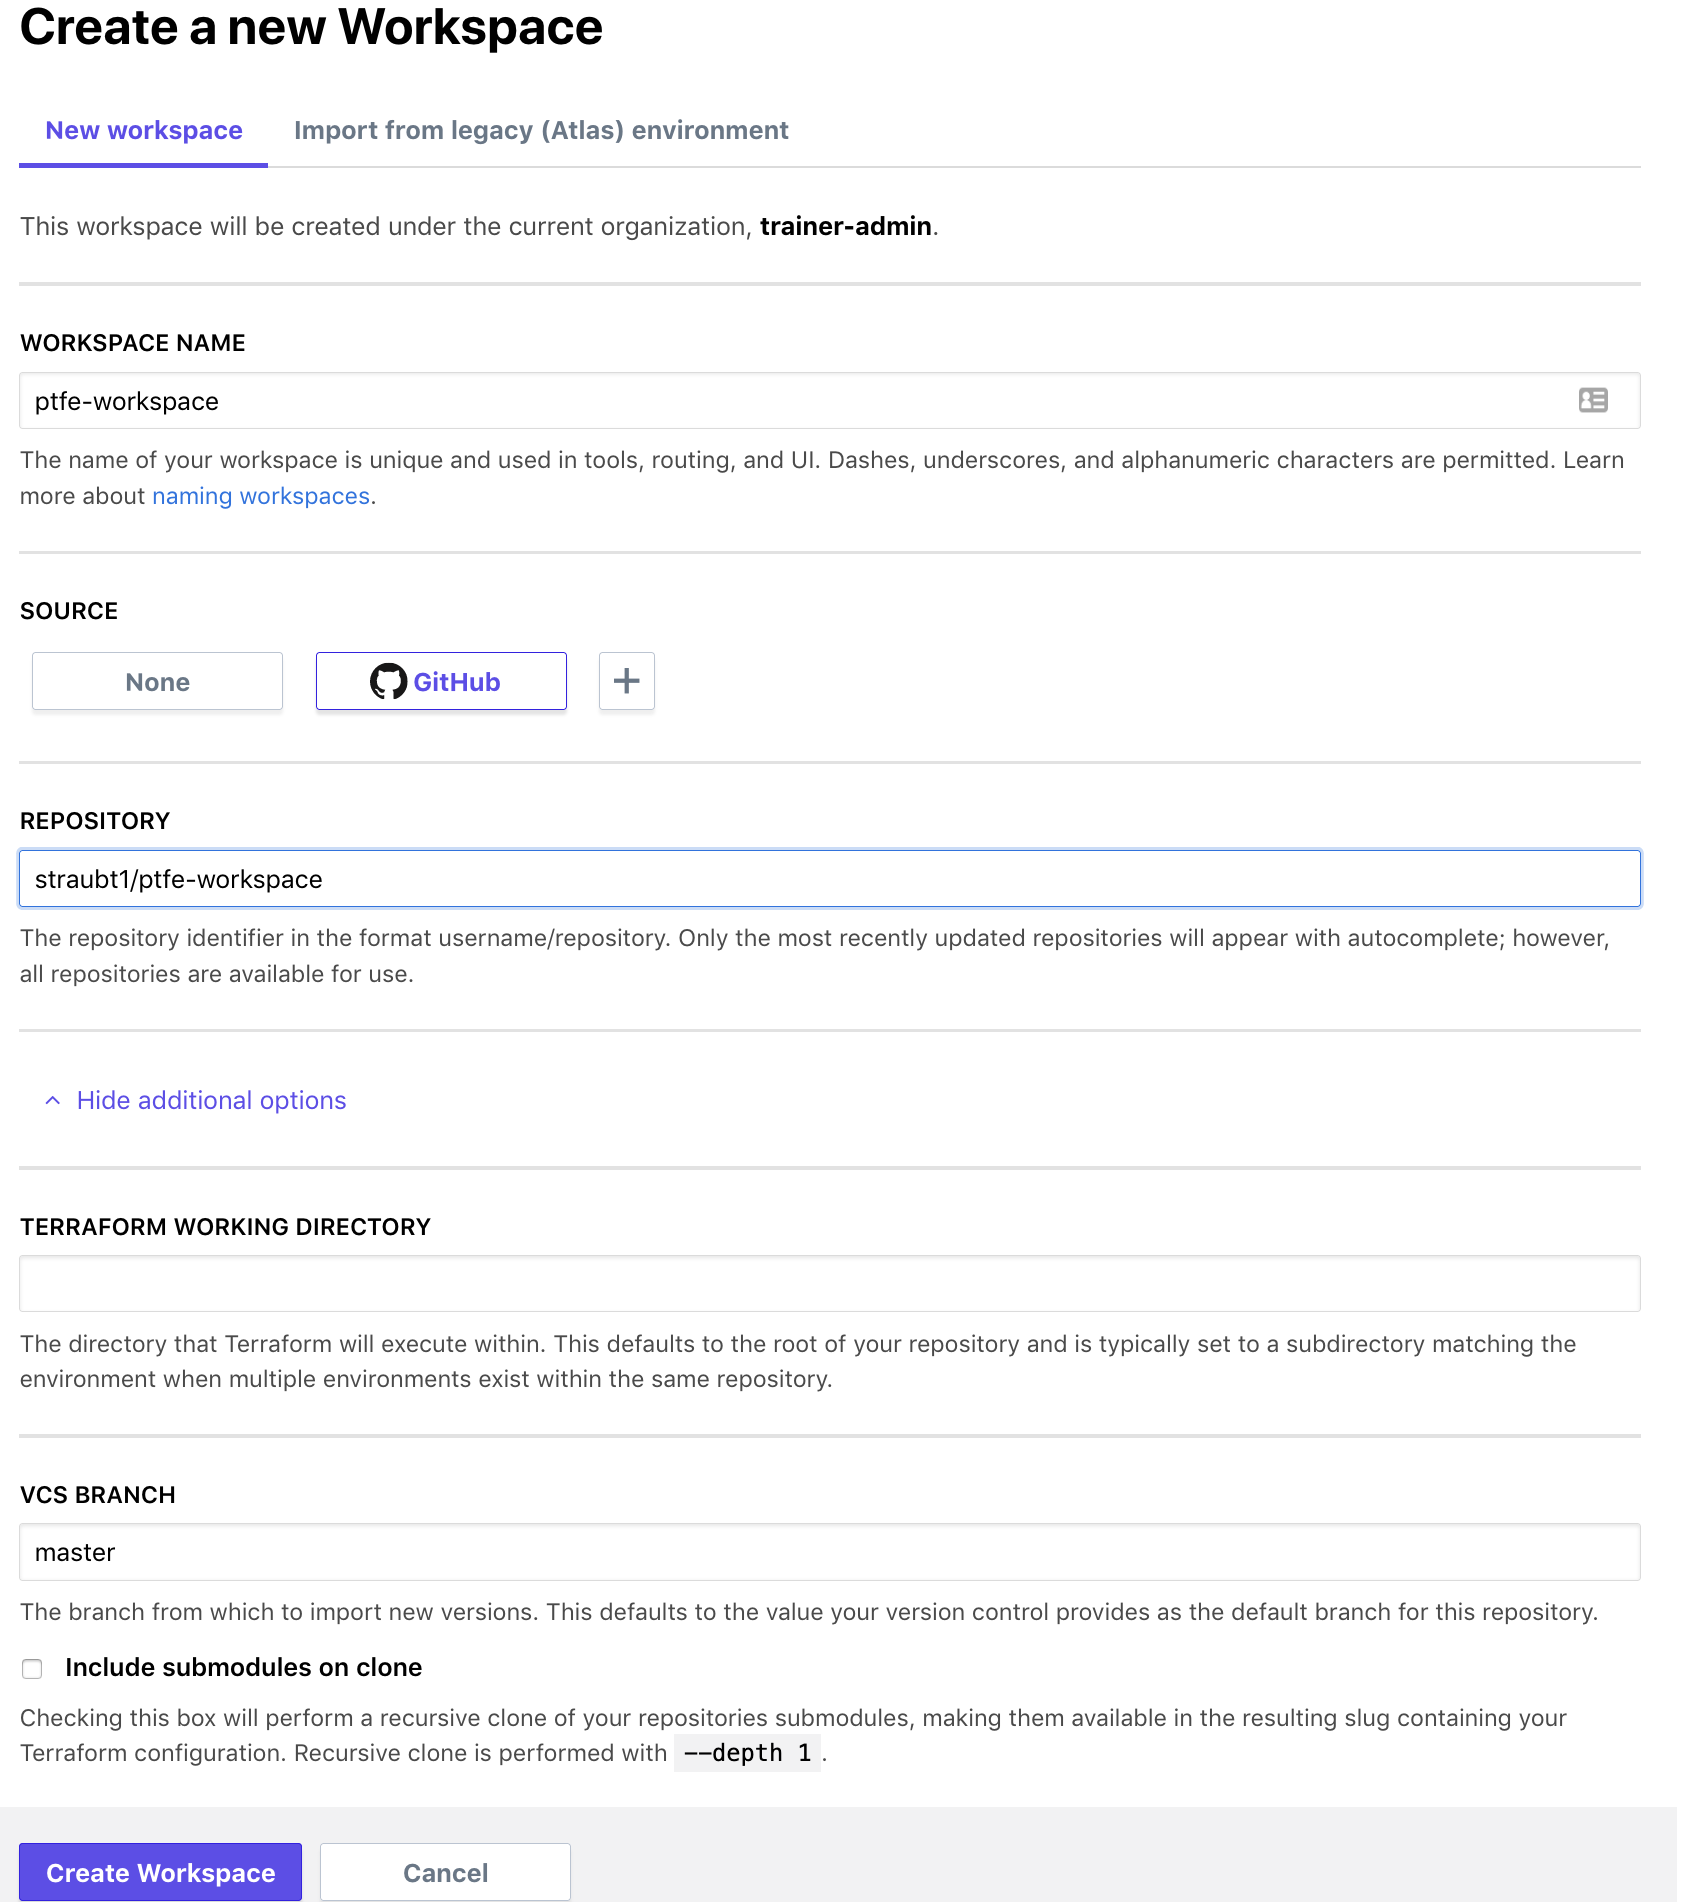 Create a new Workspace
New workspace
Import from legacy (Atlas) environment
This workspace will be created under the current organization, trainer-admin.
WORKSPACE NAME
ptfe-workspace
The name of your workspace is unique and used in tools, routing, and UI. Dashes, underscores, and alphanumeric characters are permitted. Learn
more about naming workspaces.
SOURCE
None
GitHub
+
REPOSITORY
straubt1/ptfe-workspace
The repository identifier in the format username/repository. Only the most recently updated repositories will appear with autocomplete; however,
all repositories are available for use.
Hide additional options
TERRAFORM WORKING DIRECTORY
The directory that Terraform will execute within. This defaults to the root of your repository and is typically set to a subdirectory matching the
environment when multiple environments exist within the same repository.
VCS BRANCH
master
The branch from which to import new versions. This defaults to the value your version control provides as the default branch for this repository.
Include submodules on clone
Checking this box will perform a recursive clone of your repositories submodules, making them available in the resulting slug containing your
Terraform configuration. Recursive clone is performed with --depth 1.
Create Workspace
Cancel